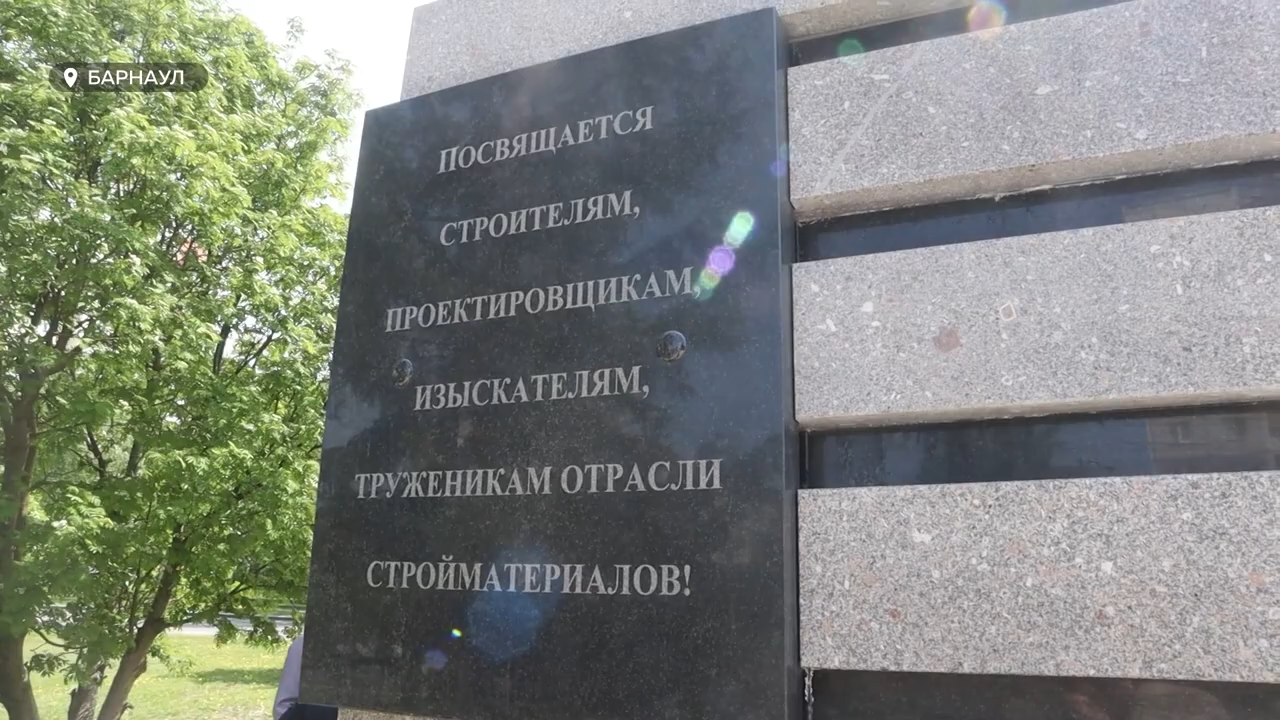 БАРНАУЛ
ПОСВЯЩАЕТСЯ
СТРОИТЕЛЯМ,
ПРОЕКТИРОВЩИКАМ,
ИЗЫСКАТЕЛЯМ,
ТРУЖЕНИКАМ ОТРАСЛИ
СТРОЙМАТЕРИАЛОВ!